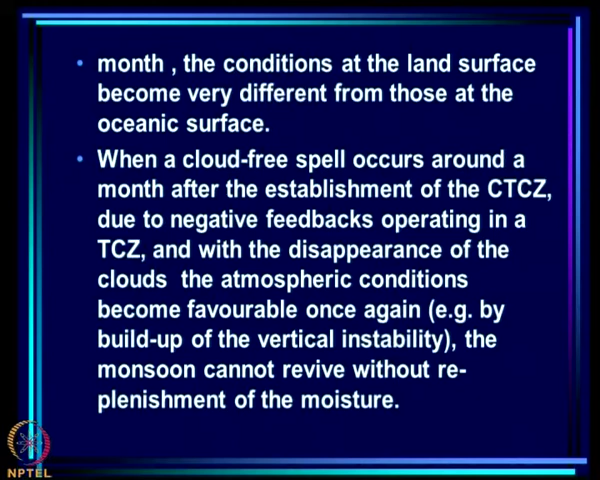 • month , the conditions at the land surface
become very different from those at the
oceanic surface.
• When a cloud-free spell occurs around a
month after the establishment of the CTCZ,
due to negative feedbacks operating in a
TCZ, and with the disappearance of the
clouds the atmospheric conditions
become favourable once again (e.g. by
build-up of the vertical instability), the
monsoon cannot revive without re-
plenishment of the moisture.
NPTEL